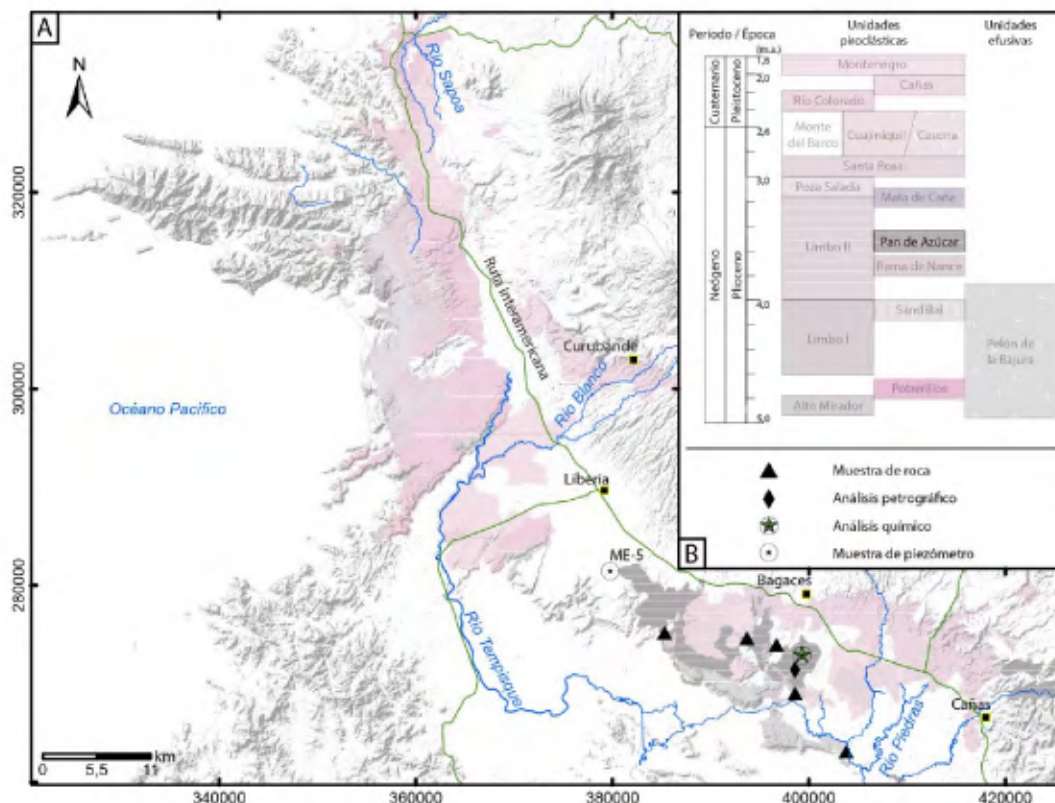 A
N
Río Sapoa
320000
Ruta Interamericana
Curubandé
300000
Río Blanco
Océano Pacífico
Liberia
ME-5
280000
Bagaces
Río Tempisque
Cañas
Río Piedras
km
0 5,5 11
340000 360000 380000 400000 420000
Unidades
piroclásticas
Unidades
efusivas
Periodo / Época
(m.a.)
Cuaternario
Pleistoceno
Neógeno
Plioceno
1,8
2,0
2,6
3,0
4,0
5,0
Montenegro
Cañas
Río Colorado
Monte
del Barco
Cuajiniquil
Casona
Santa Rosa
Poza Salada
Mata de Caña
Limbo II
Pan de Azúcar
Rama de Nance
Sandillal
Limbo I
Pelón de
la Bajura
Potrerillos
Alto Mirador
Muestra de roca
Análisis petrográfico
Análisis químico
Muestra de piezómetro
B